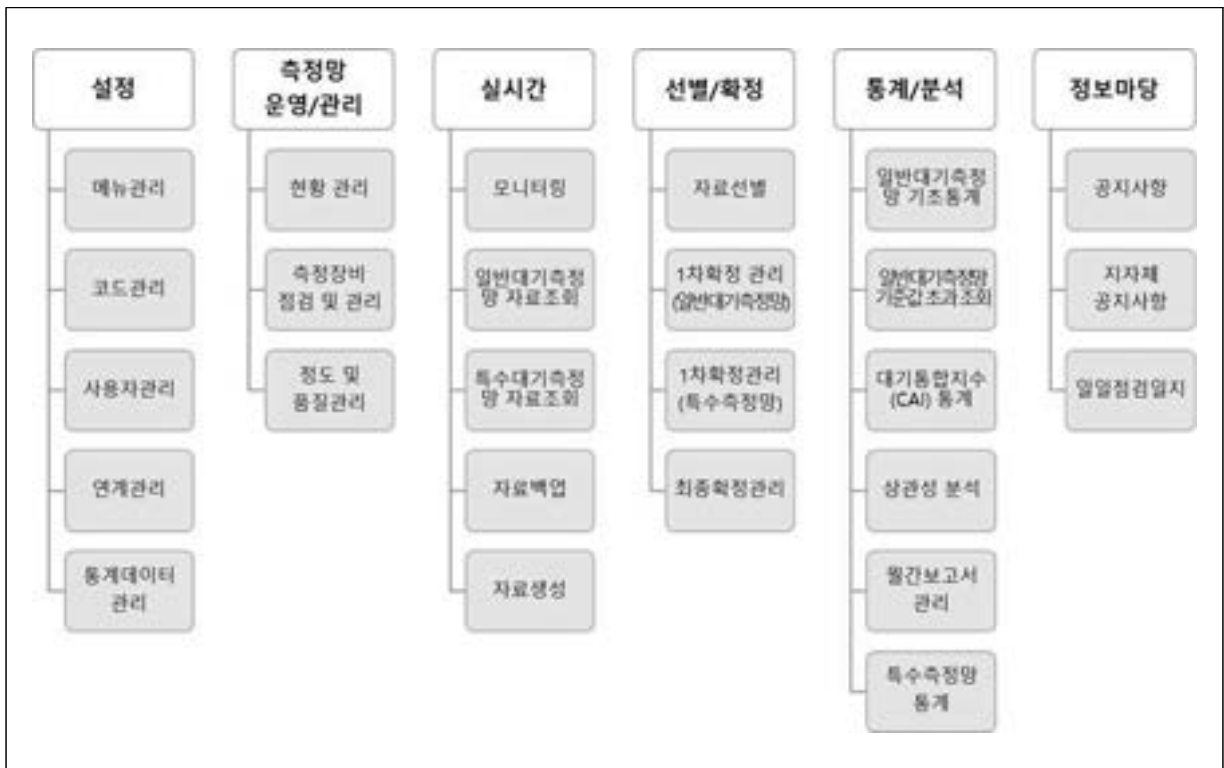 설정
메뉴관리
코드관리
사용자관리
연계관리
통계데이터
관리
측정망
운영/관리
현황 관리
측정장비
점검 및 관리
정도 및
품질관리
실시간
모니터링
일반대기측정
망 자료조회
특수대기측정
망 자료조회
자료백업
자료생성
선별/확정
자료선별
1차확정 관리
(일반대기측정망)
1차확정관리
(특수측정망)
최종확정관리
통계/분석
일반대기측정
망 기초통계
일반대기측정망
기준값 초과 조회
대기통합지수
(CAI) 통계
상관성 분석
월간보고서
관리
특수측정망
통계
정보마당
공지사항
지자체
공지사항
일일점검일지